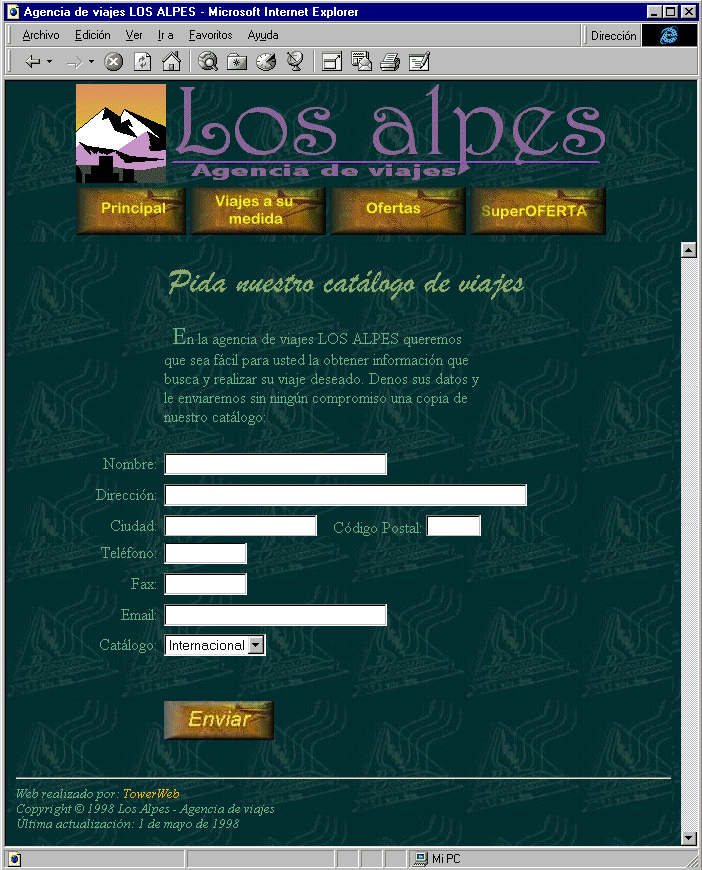 Agencia de viajes LOS ALPES - Microsoft Internet Explorer
Archivo Edición Ver Ir a Favoritos Ayuda Dirección
Los alpes
Agencia de viajes
Principal
Viajes a su
medida
Ofertas
SuperOFERTA
Pida nuestro catálogo de viajes
En la agencia de viajes LOS ALPES queremos
que sea fácil para usted la obtener información que
busca y realizar su viaje deseado. Denos sus datos y
le enviaremos sin ningún compromiso una copia de
nuestro catálogo:
Nombre:
Dirección:
Ciudad: Código Postal:
Teléfono:
Fax:
Email:
Catálogo: Internacional
Enviar
Web realizado por: TowerWeb
Copyright © 1998 Los Alpes - Agencia de viajes
Última actualización: 1 de mayo de 1998
Mi PC